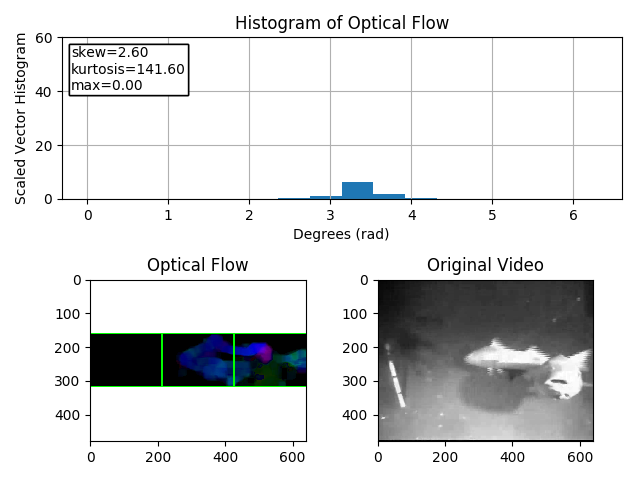 Histogram of Optical Flow
Scaled Vector Histogram
60
40
20
0
skew=2.60
kurtosis=141.60
max=0.00
0 1 2 3 4 5 6
Degrees (rad)
Optical Flow
0
100
200
300
400
0 200 400 600
Original Video
0
100
200
300
400
0 200 400 600